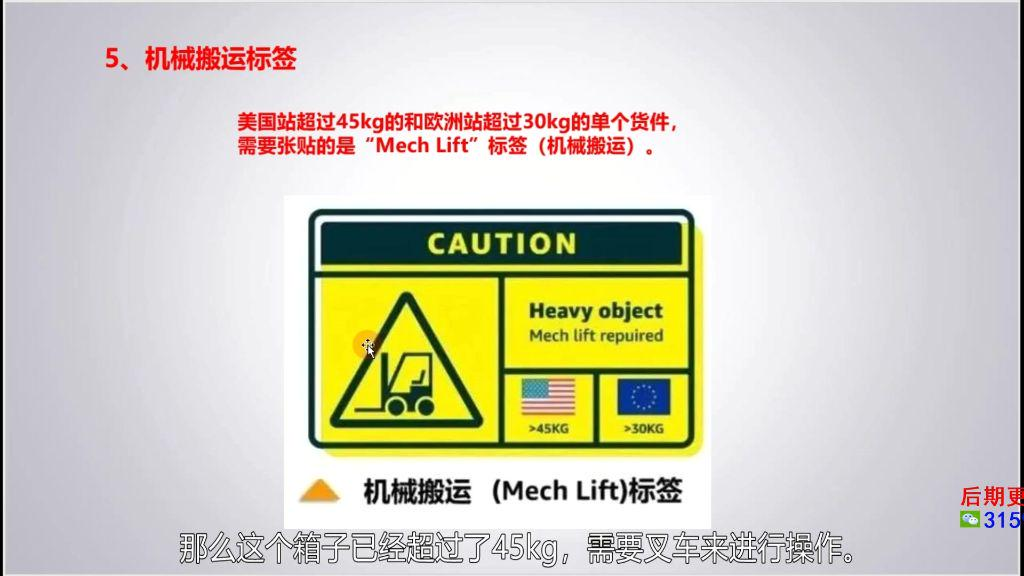 5、机械搬运标签
美国站超过45kg的和欧洲站超过30kg的单个货件，
需要张贴的是“Mech Lift”标签（机械搬运）。
CAUTION
Heavy object
Mech lift repuired
>45KG
>30KG
机械搬运 (Mech Lift)标签
后期更
315
那么这个箱子已经超过了45kg，需要叉车来进行操作。